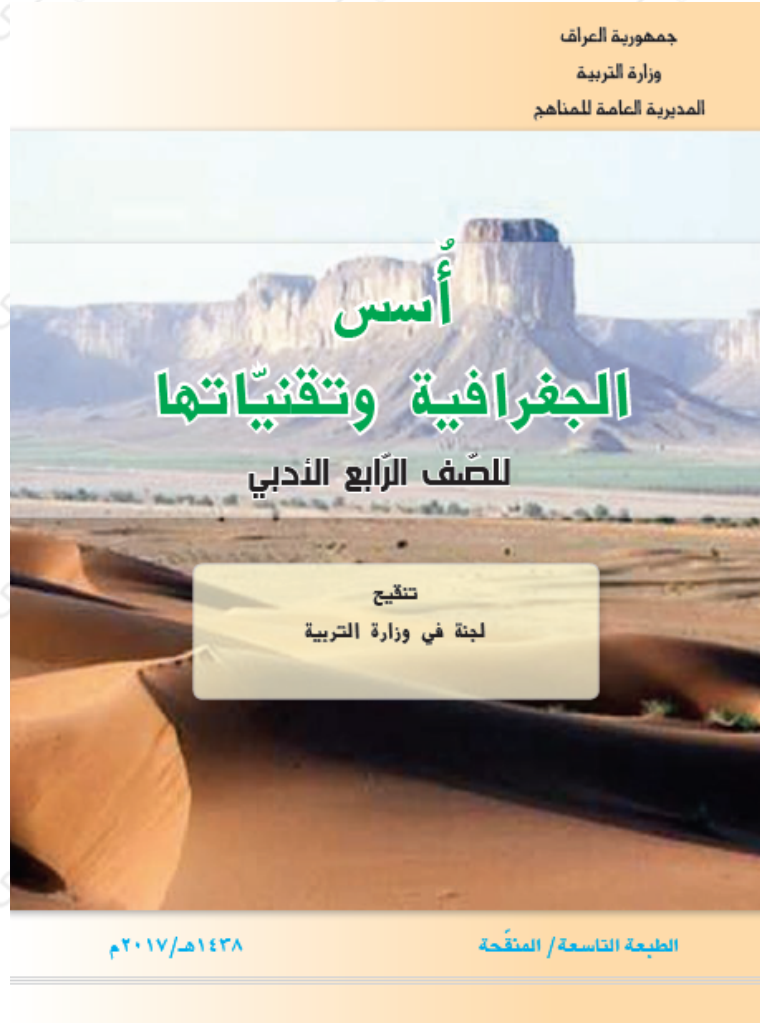 جمهورية العراق
وزارة التربية
المديرية العامة للمناهج
أُسس
الجغرافية وتقنيّاتها
للصّف الرّابع الأدبي
تنقيح
لجنة في وزارة التربية
الطبعة التاسعة/ المنقّحة
١٤٣٨هـ/٢٠١٧م